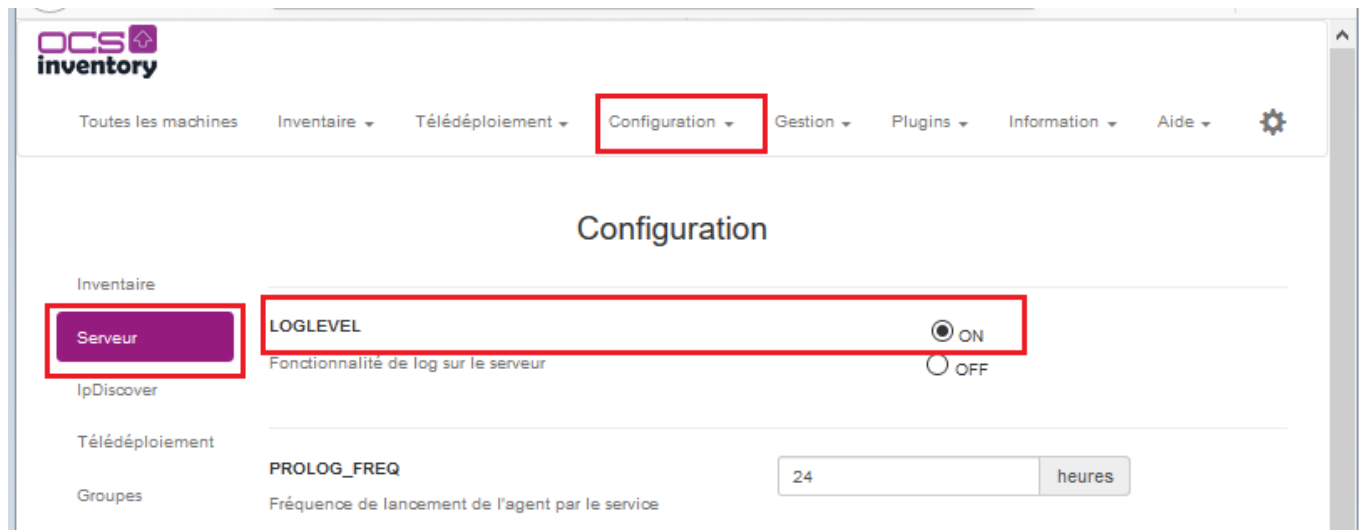 OCS
inventory
Toutes les machines Inventaire Télédéploiement Configuration Gestion Plugins Information Aide
Configuration
Inventaire
Serveur
LOGLEVEL
ON
Fonctionnalité de log sur le serveur
OFF
IpDiscover
Télédéploiement
PROLOG_FREQ
24 heures
Groupes
Fréquence de lancement de l'agent par le service